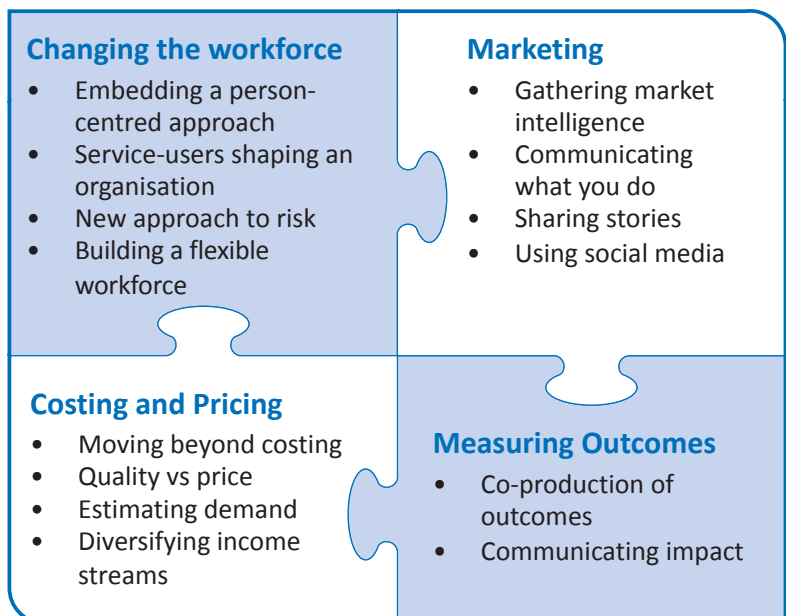 Changing the workforce
• Embedding a person-
centred approach
• Service-users shaping an
organisation
• New approach to risk
• Building a flexible
workforce
Marketing
• Gathering market
intelligence
• Communicating
what you do
• Sharing stories
• Using social media
Costing and Pricing
• Moving beyond costing
• Quality vs price
• Estimating demand
• Diversifying income
streams
Measuring Outcomes
• Co-production of
outcomes
• Communicating impact